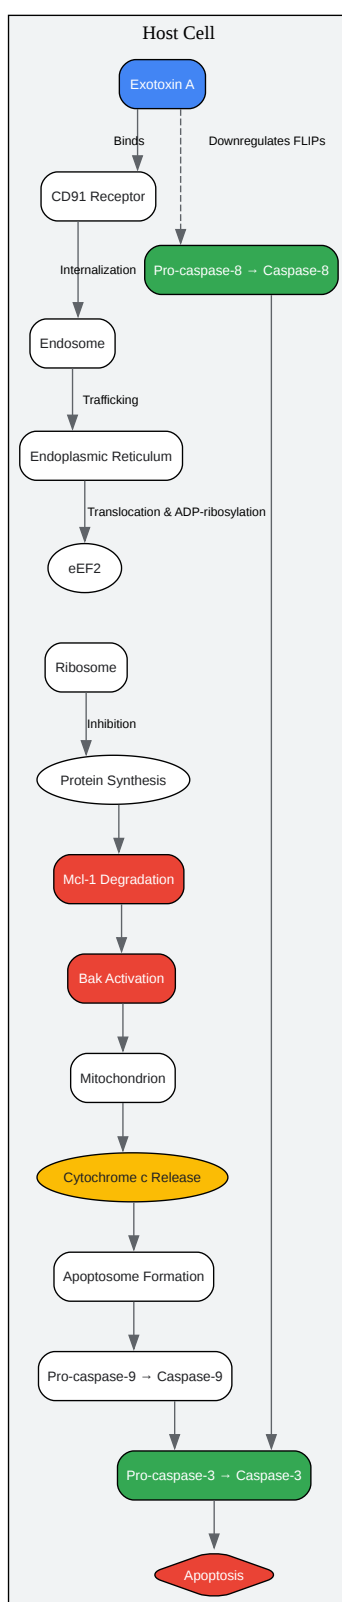 Host Cell
Exotoxin A
Binds
Downregulates FLIPs
CD91 Receptor
Pro-caspase-8 → Caspase-8
Internalization
Endosome
Trafficking
Endoplasmic Reticulum
Translocation & ADP-ribosylation
eEF2
Ribosome
Inhibition
Protein Synthesis
Mcl-1 Degradation
Bak Activation
Mitochondrion
Cytochrome c Release
Apoptosome Formation
Pro-caspase-9 → Caspase-9
Pro-caspase-3 → Caspase-3
Apoptosis